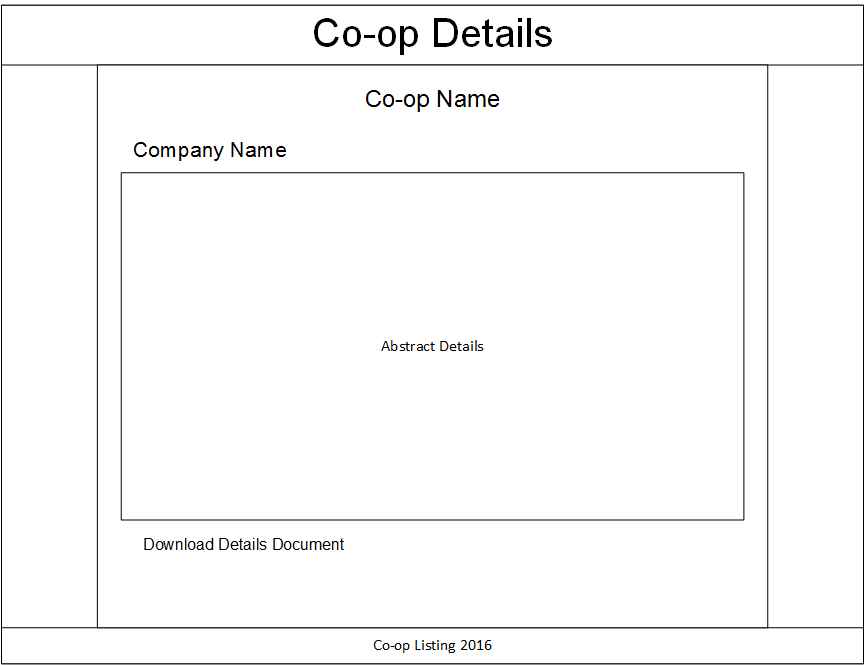 Co-op Details
Co-op Name
Company Name
Abstract Details
Download Details Document
Co-op Listing 2016